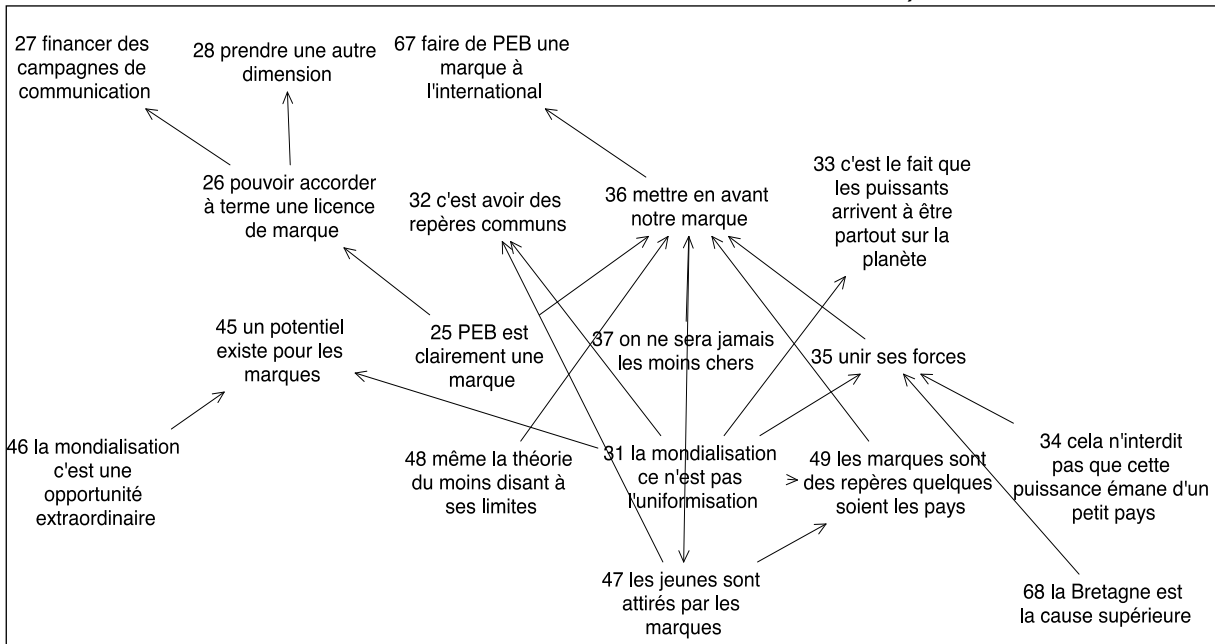 27 financer des
campagnes de
communication
28 prendre une autre
dimension
67 faire de PEB une
marque à
l'international
26 pouvoir accorder
à terme une licence
de marque
32 c'est avoir des
repères communs
36 mettre en avant
notre marque
33 c'est le fait que
les puissants
arrivent à être
partout sur la
planète
45 un potentiel
existe pour les
marques
25 PEB est
clairement une
marque
37 on ne sera jamais
les moins chers
35 unir ses forces
46 la mondialisation
c'est une
opportunité
extraordinaire
48 même la théorie
du moins disant à
ses limites
31 la mondialisation
ce n'est pas
l'uniformisation
49 les marques sont
des repères quelques
soient les pays
34 cela n'interdit
pas que cette
puissance émane d'un
petit pays
47 les jeunes sont
attirés par les
marques
68 la Bretagne est
la cause supérieure